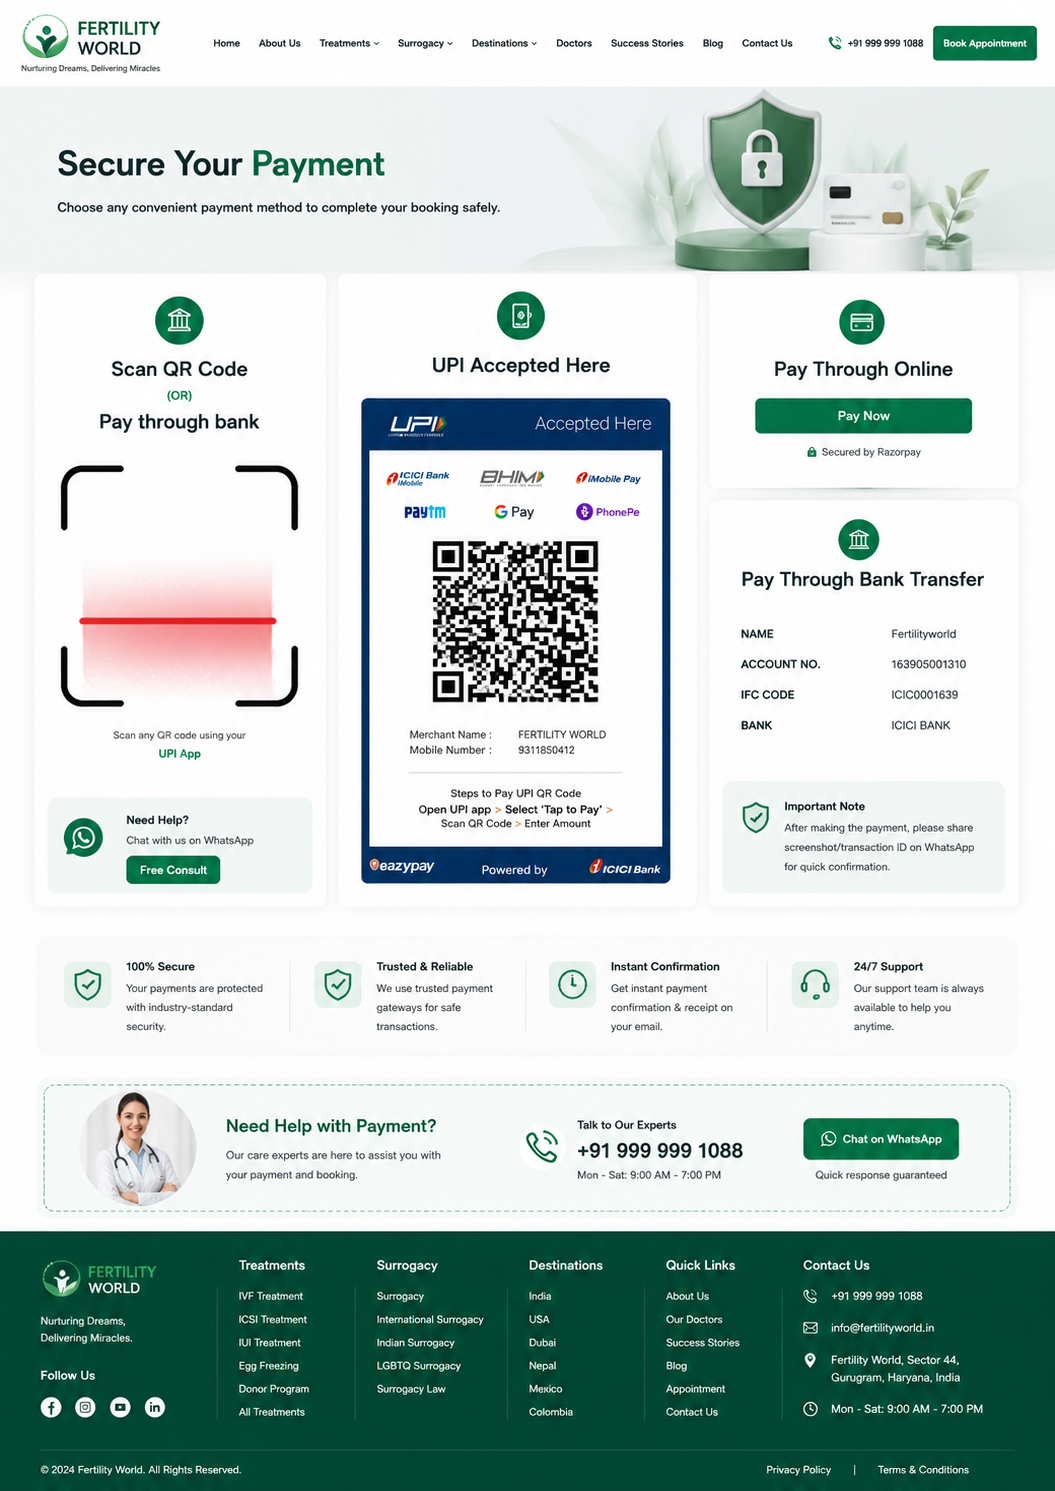 FERTILITY
WORLD
Nurturing Dreams, Delivering Miracles
Home
About Us
Treatments
Surrogacy
Destinations
Doctors
Success Stories
Blog
Contact Us
+91 999 999 1088
Book Appointment
Secure Your Payment
Choose any convenient payment method to complete your booking safely.
Scan QR Code
(OR)
Pay through bank
Scan any QR code using your
UPI App
Need Help?
Chat with us on WhatsApp
Free Consult
UPI Accepted Here
UPI
Accepted Here
ICICI Bank
iMobile
BHIM
iMobile Pay
paytm
G Pay
PhonePe
Merchant Name : FERTILITY WORLD
Mobile Number : 9311850412
Steps to Pay UPI QR Code
Open UPI app > Select 'Tap to Pay' >
Scan QR Code > Enter Amount
eazypay
Powered by
ICICI Bank
Pay Through Online
Pay Now
Secured by Razorpay
Pay Through Bank Transfer
NAME Fertilityworld
ACCOUNT NO. 163905001310
IFC CODE ICIC0001639
BANK ICICI BANK
Important Note
After making the payment, please share
screenshot/transaction ID on WhatsApp
for quick confirmation.
100% Secure
Your payments are protected
with industry-standard
security.
Trusted & Reliable
We use trusted payment
gateways for safe
transactions.
Instant Confirmation
Get instant payment
confirmation & receipt on
your email.
24/7 Support
Our support team is always
available to help you
anytime.
Need Help with Payment?
Our care experts are here to assist you with
your payment and booking.
Talk to Our Experts
+91 999 999 1088
Mon - Sat: 9:00 AM - 7:00 PM
Chat on WhatsApp
Quick response guaranteed
FERTILITY
WORLD
Nurturing Dreams,
Delivering Miracles.
Follow Us
Treatments
IVF Treatment
ICSI Treatment
IUI Treatment
Egg Freezing
Donor Program
All Treatments
Surrogacy
Surrogacy
International Surrogacy
Indian Surrogacy
LGBTQ Surrogacy
Surrogacy Law
Destinations
India
USA
Dubai
Nepal
Mexico
Colombia
Quick Links
About Us
Our Doctors
Success Stories
Blog
Appointment
Contact Us
Contact Us
+91 999 999 1088
info@fertilityworld.in
Fertility World, Sector 44,
Gurugram, Haryana, India
Mon - Sat: 9:00 AM - 7:00 PM
© 2024 Fertility World. All Rights Reserved.
Privacy Policy | Terms & Conditions